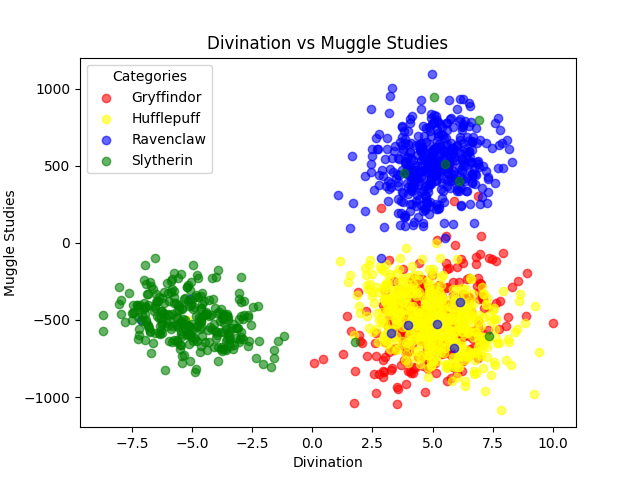 Divination vs Muggle Studies
Categories
Gryffindor
Hufflepuff
Ravenclaw
Slytherin
Muggle Studies
1000
500
0
−500
−1000
−7.5 −5.0 −2.5 0.0 2.5 5.0 7.5 10.0
Divination